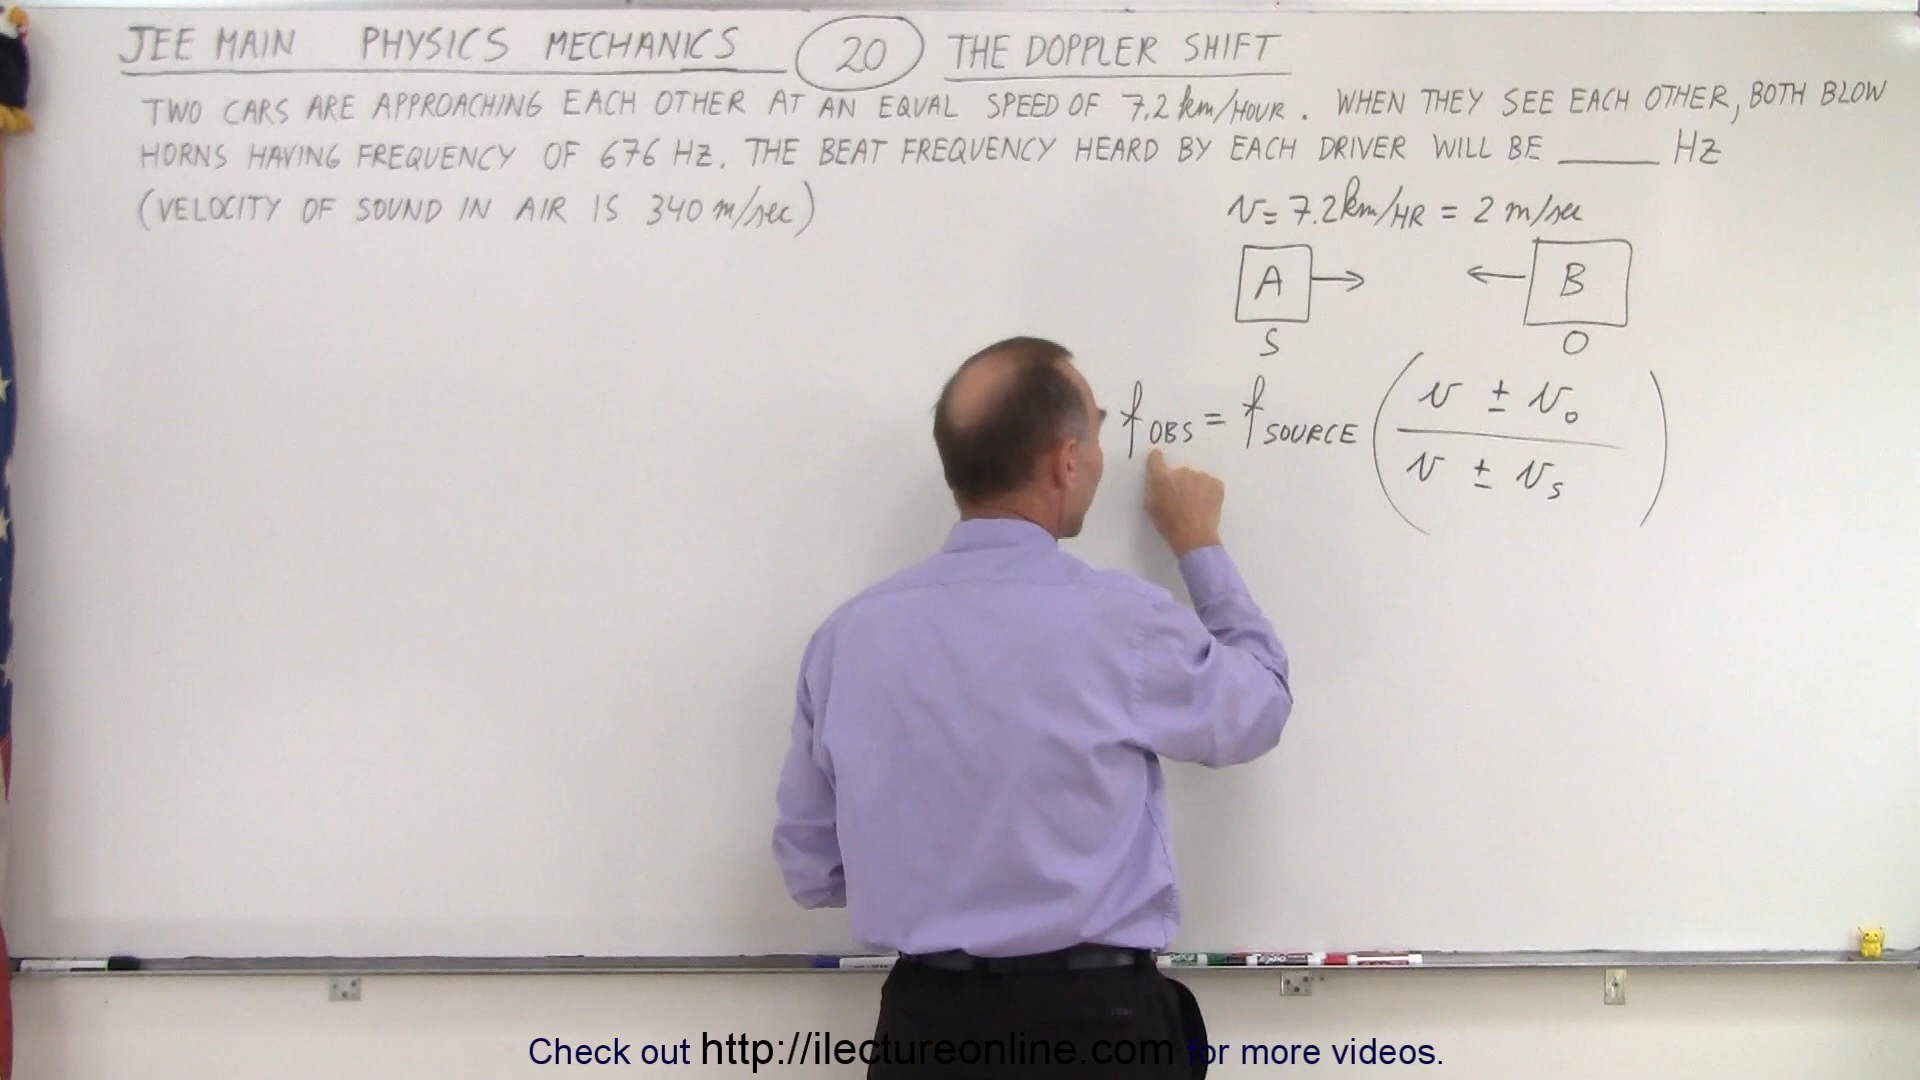 JEE MAIN PHYSICS MECHANICS 20 THE DOPPLER SHIFT
TWO CARS ARE APPROACHING EACH OTHER AT AN EQUAL SPEED OF 7.2 km/HOUR. WHEN THEY SEE EACH OTHER, BOTH BLOW
HORNS HAVING FREQUENCY OF 676 HZ. THE BEAT FREQUENCY HEARD BY EACH DRIVER WILL BE _____ HZ
(VELOCITY OF SOUND IN AIR IS 340 m/sec)
v = 7.2 km/HR = 2 m/sec
A → ← B
S O
f OBS = f SOURCE ( v ± v₀ / v ± vₛ )
Check out http://ilectureonline.com for more videos.